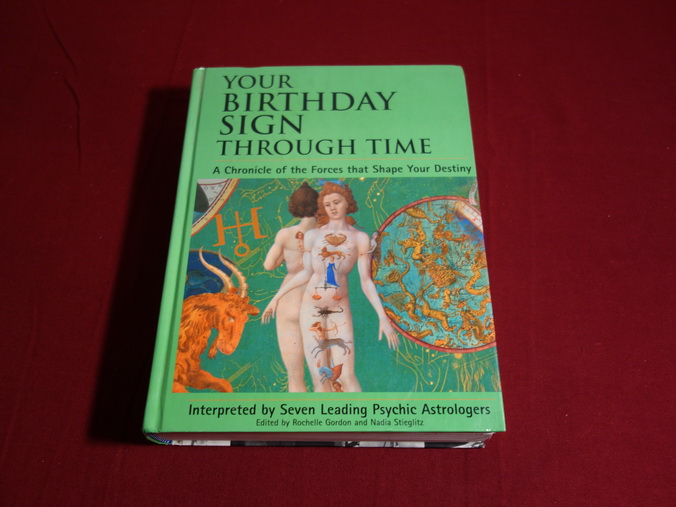 YOUR
BIRTHDAY
SIGN
THROUGH TIME
A Chronicle of the Forces that Shape Your Destiny
Interpreted by Seven Leading Psychic Astrologers
Edited by Rochelle Gordon and Nadia Stieglitz